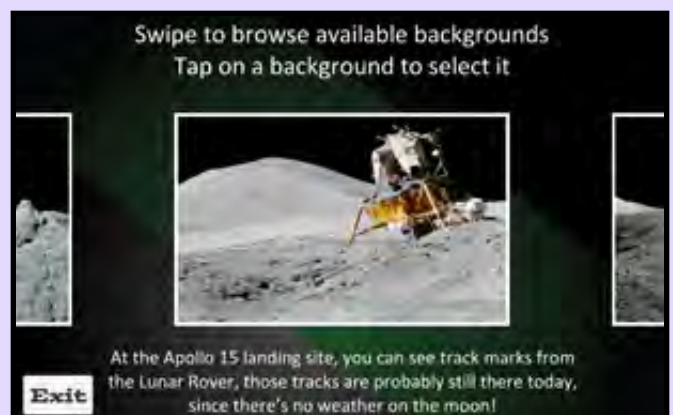 Swipe to browse available backgrounds
Tap on a background to select it
At the Apollo 15 landing site, you can see track marks from
the Lunar Rover, those tracks are probably still there today,
since there's no weather on the moon!
Exit